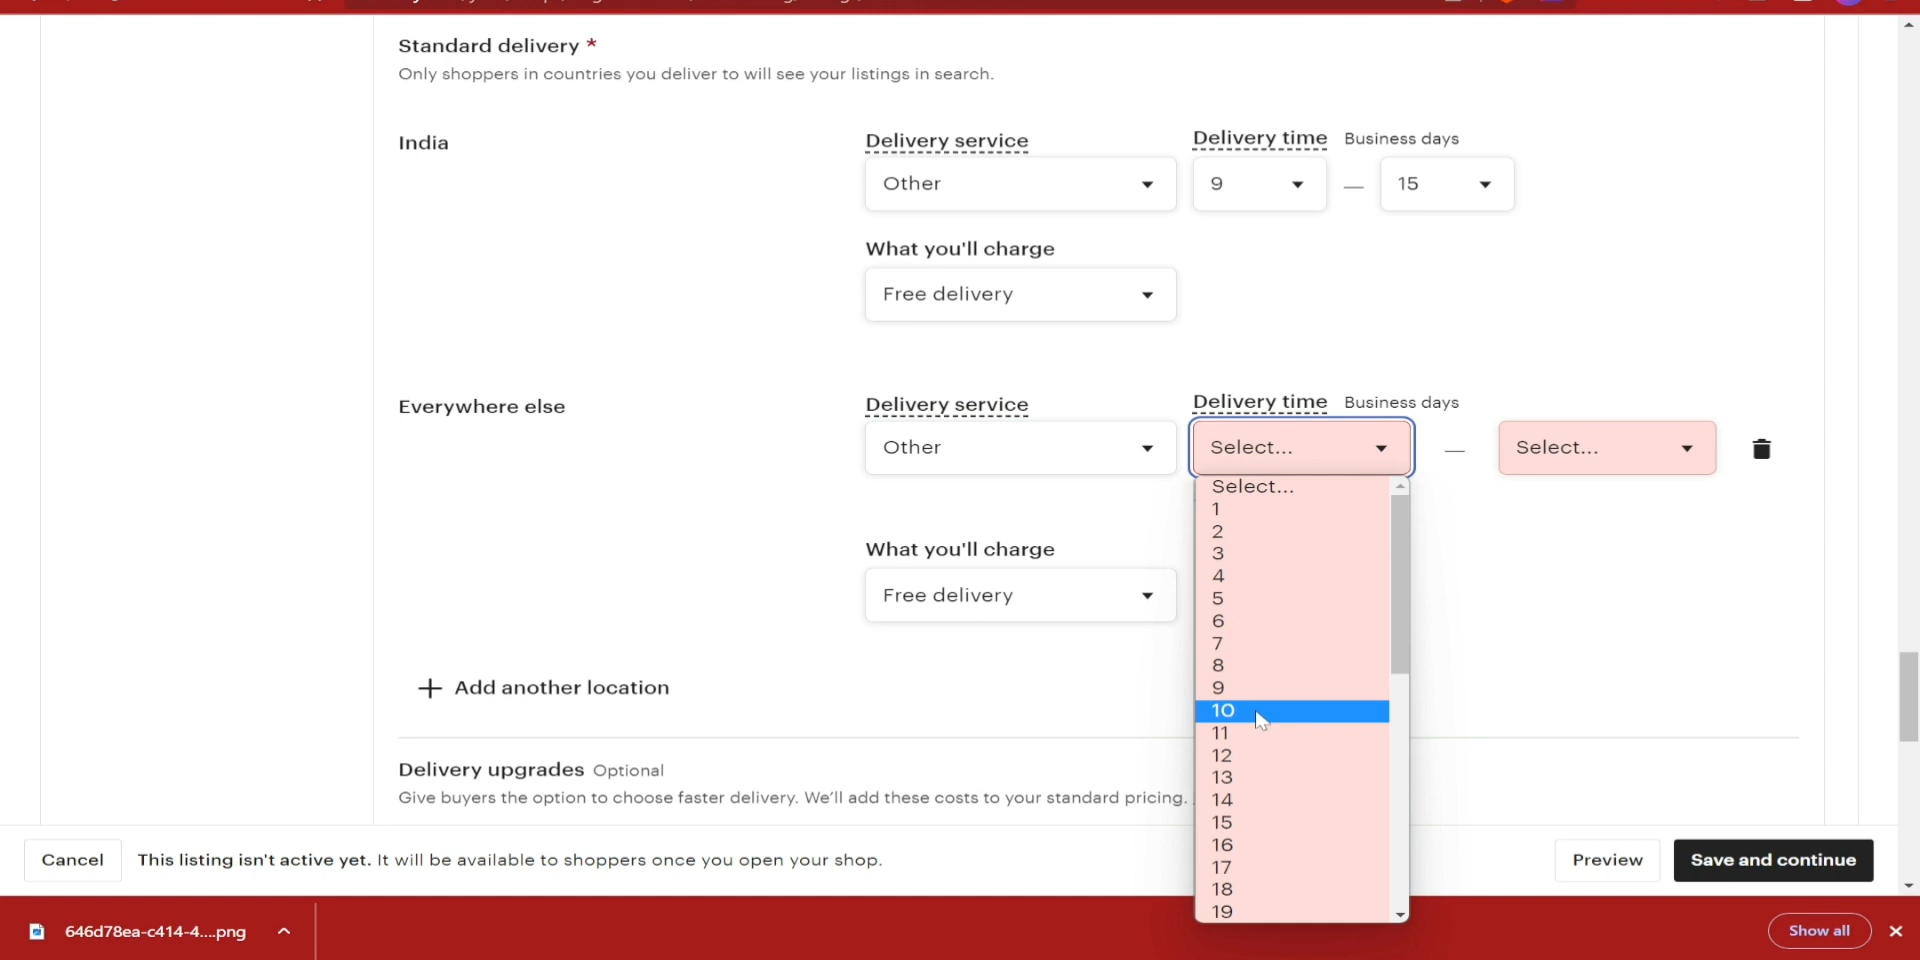 Standard delivery *
Only shoppers in countries you deliver to will see your listings in search.
India
Delivery service
Delivery time Business days
Other
9 — 15
What you'll charge
Free delivery
Everywhere else
Delivery service
Delivery time Business days
Other
Select... — Select...
Select...
1
2
3
4
5
6
7
8
9
10
11
12
13
14
15
16
17
18
19
What you'll charge
Free delivery
+ Add another location
Delivery upgrades Optional
Give buyers the option to choose faster delivery. We'll add these costs to your standard pricing.
Cancel
This listing isn't active yet. It will be available to shoppers once you open your shop.
Preview
Save and continue
646d78ea-c414-4....png
Show all